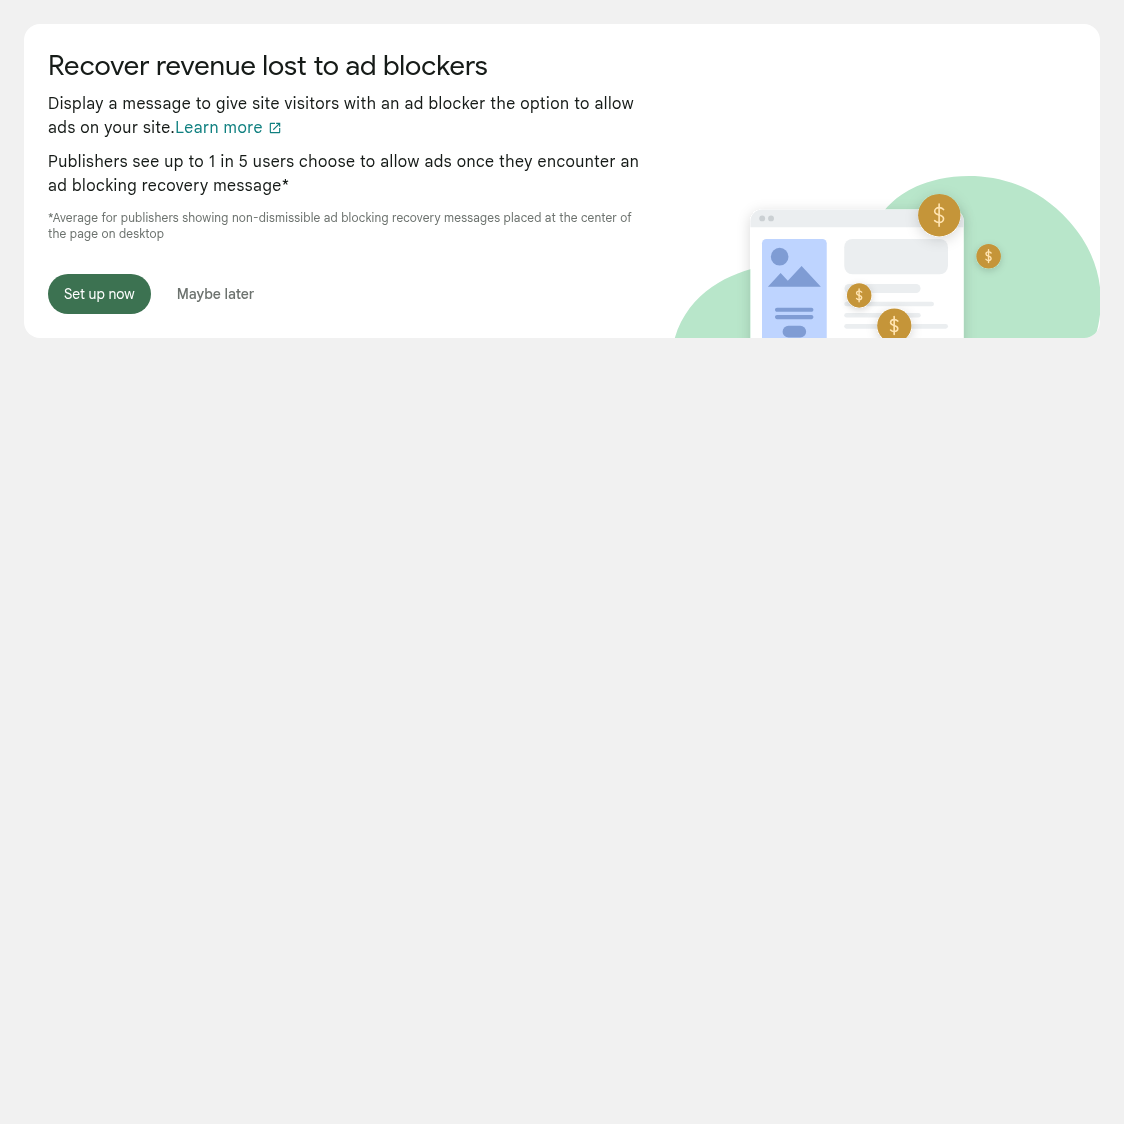 Recover revenue lost to ad blockers
Display a message to give site visitors with an ad blocker the option to allow
ads on your site.Learn more
Publishers see up to 1 in 5 users choose to allow ads once they encounter an
ad blocking recovery message*
*Average for publishers showing non-dismissible ad blocking recovery messages placed at the center of
the page on desktop
Set up now
Maybe later
$
$
$
$